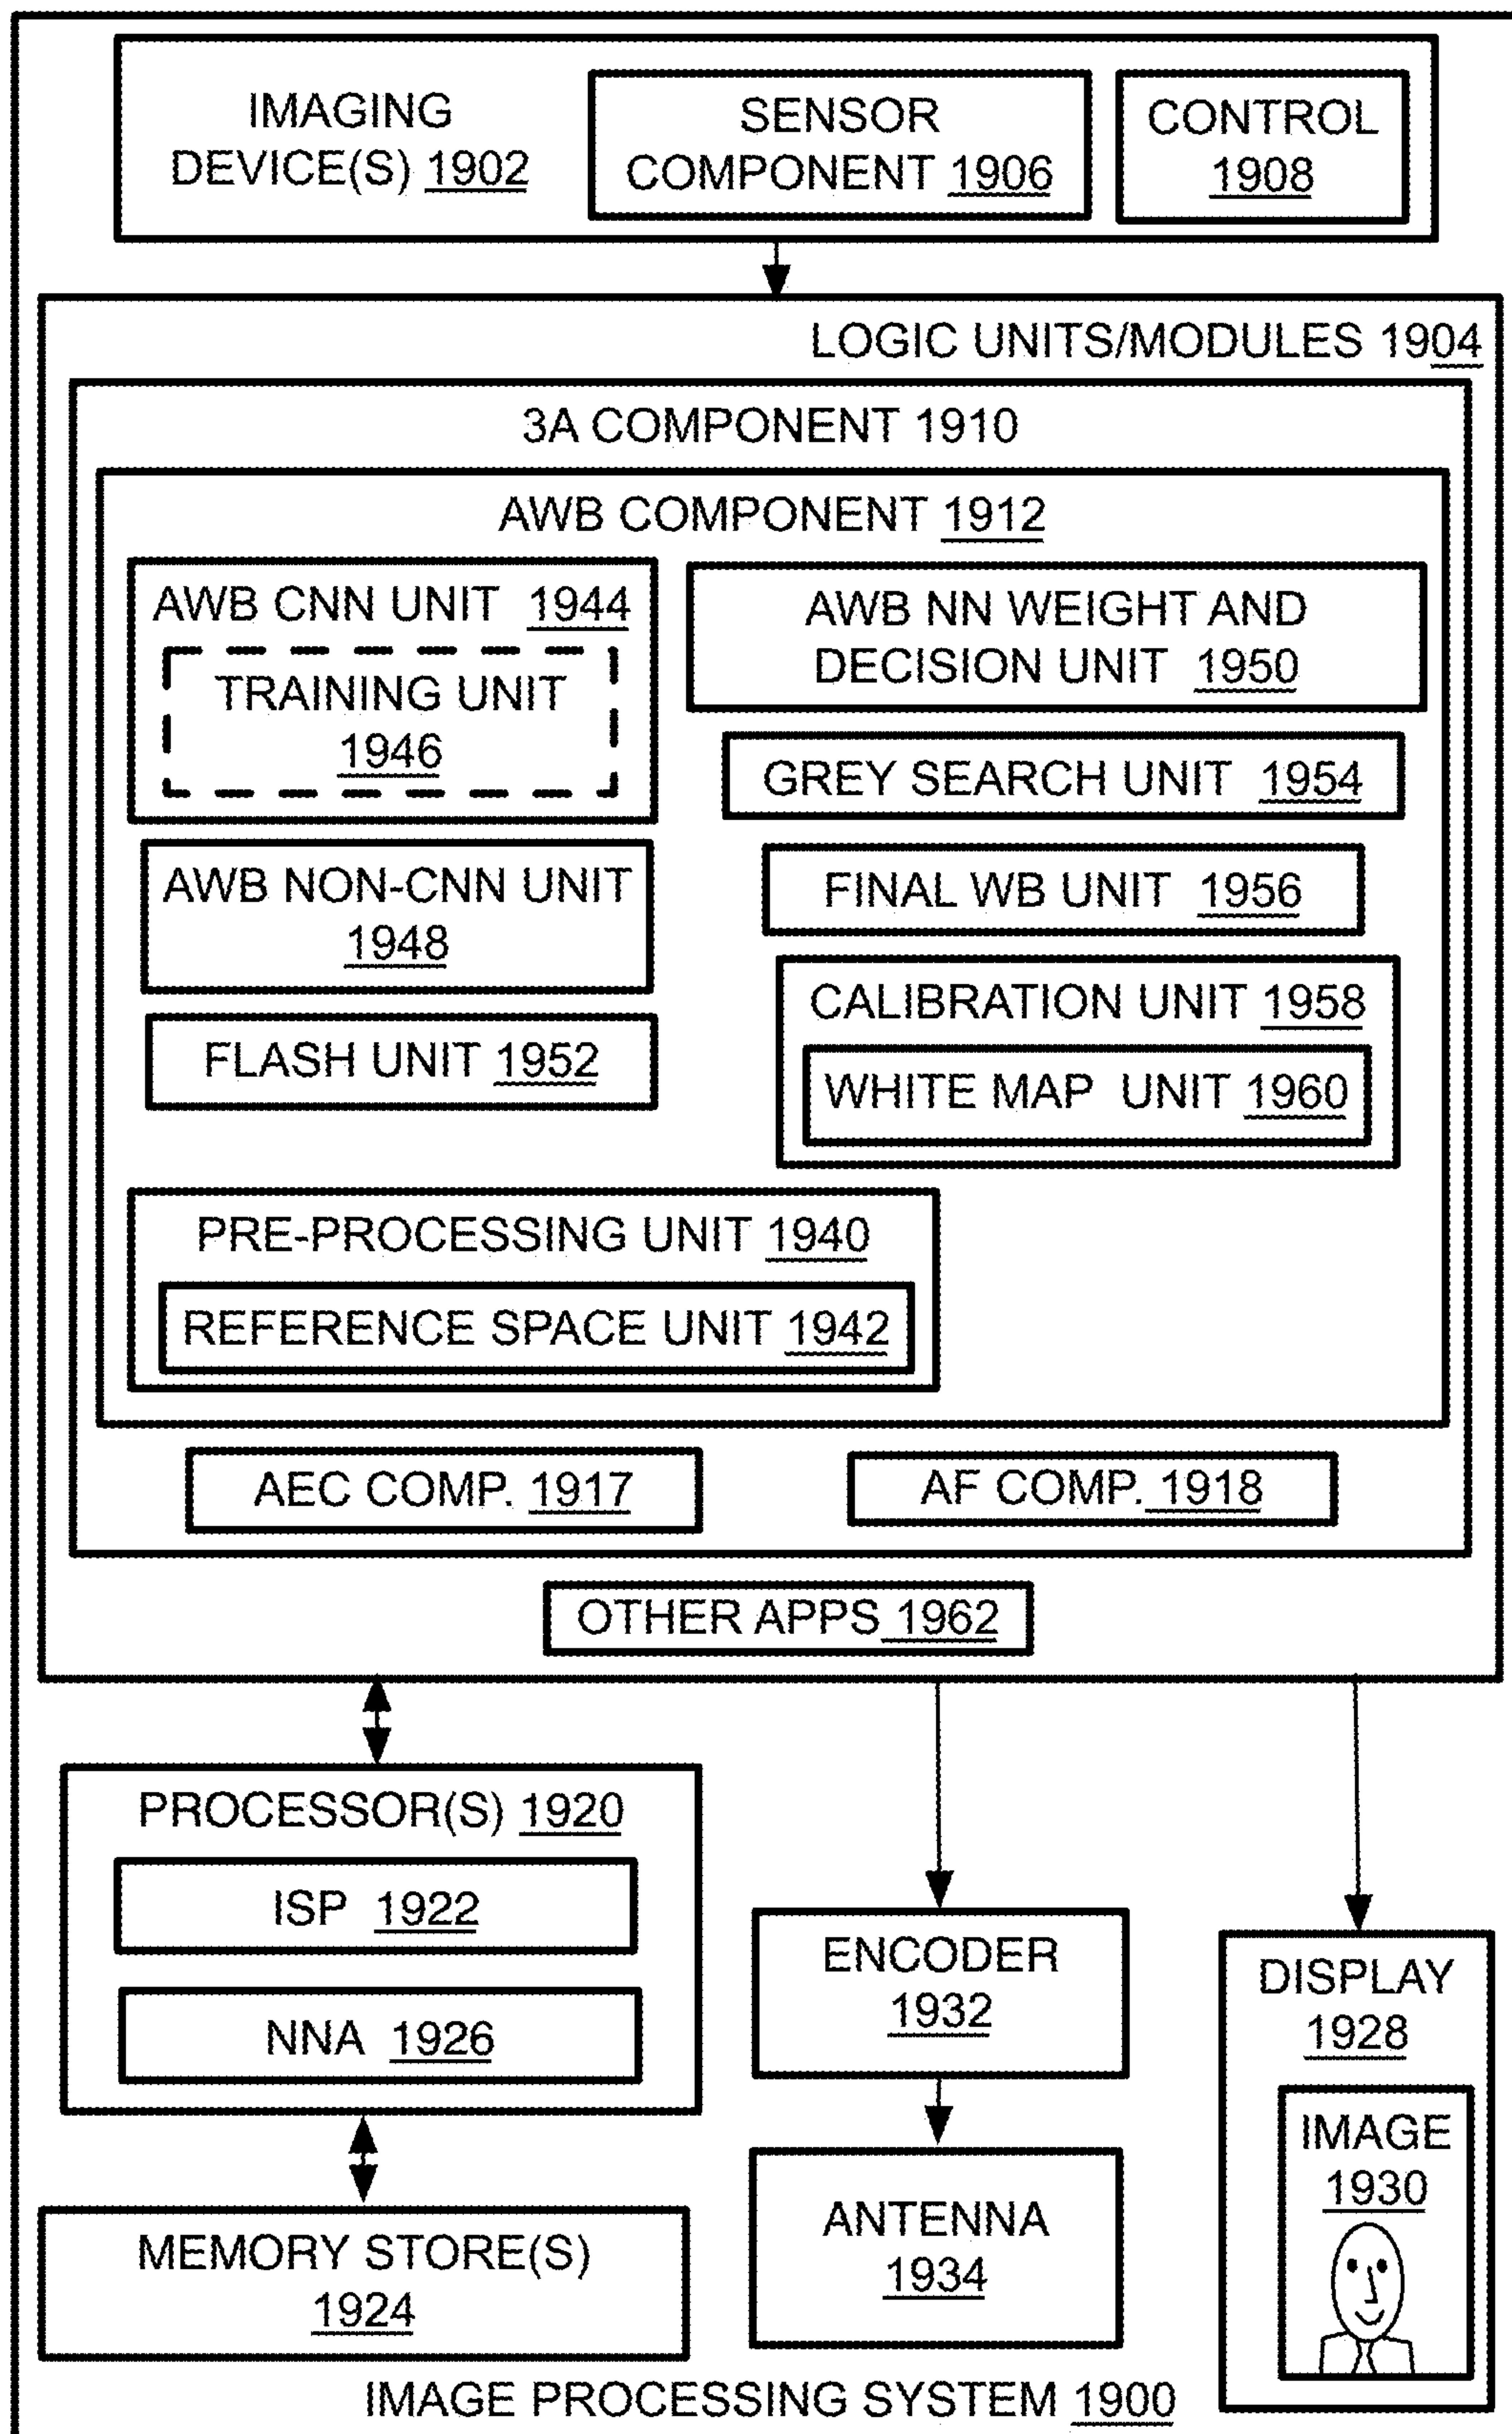 IMAGING
DEVICE(S) 1902
SENSOR
COMPONENT 1906
CONTROL
1908
LOGIC UNITS/MODULES 1904
3A COMPONENT 1910
AWB COMPONENT 1912
AWB CNN UNIT 1944
TRAINING UNIT
1946
AWB NN WEIGHT AND
DECISION UNIT 1950
GREY SEARCH UNIT 1954
AWB NON-CNN UNIT
1948
FINAL WB UNIT 1956
FLASH UNIT 1952
CALIBRATION UNIT 1958
WHITE MAP UNIT 1960
PRE-PROCESSING UNIT 1940
REFERENCE SPACE UNIT 1942
AEC COMP. 1917
AF COMP. 1918
OTHER APPS 1962
PROCESSOR(S) 1920
ISP 1922
NNA 1926
ENCODER
1932
DISPLAY
1928
IMAGE
1930
MEMORY STORE(S)
1924
ANTENNA
1934
IMAGE PROCESSING SYSTEM 1900